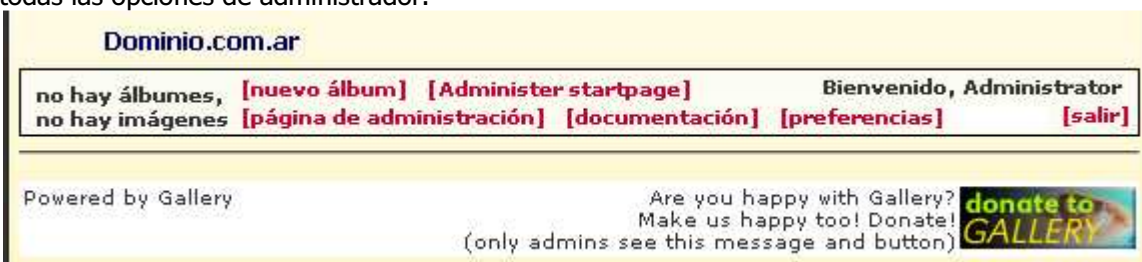 todas las opciones de administrador.
Dominio.com.ar
no hay álbumes, [nuevo álbum] [Administer startpage] Bienvenido, Administrator
no hay imágenes [página de administración] [documentación] [preferencias] [salir]
Powered by Gallery
Are you happy with Gallery?
Make us happy too! Donate!
(only admins see this message and button)
donate to
GALLERY